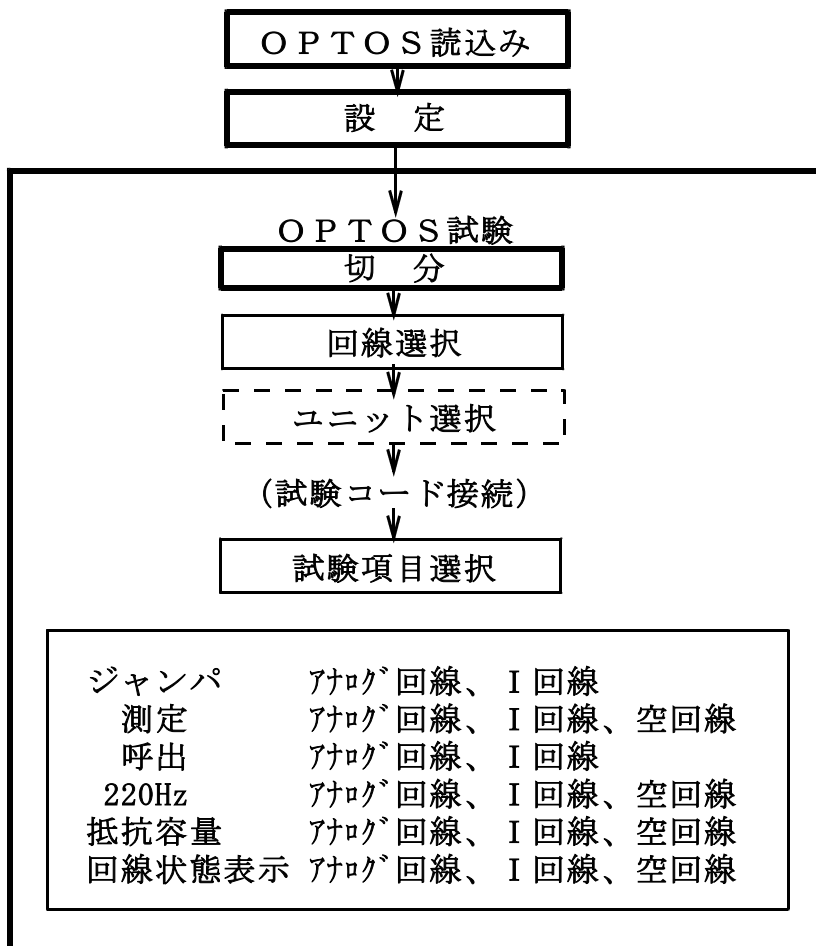 ＯＰＴＯＳ読込み
設　定
ＯＰＴＯＳ試験
切　分
回線選択
ユニット選択
(試験コード接続)
試験項目選択
ジャンパ　　ｱﾅﾛｸﾞ回線、Ｉ回線
測定　　ｱﾅﾛｸﾞ回線、Ｉ回線、空回線
呼出　　ｱﾅﾛｸﾞ回線、Ｉ回線
220Hz　　ｱﾅﾛｸﾞ回線、Ｉ回線、空回線
抵抗容量　　ｱﾅﾛｸﾞ回線、Ｉ回線、空回線
回線状態表示 ｱﾅﾛｸﾞ回線、Ｉ回線、空回線